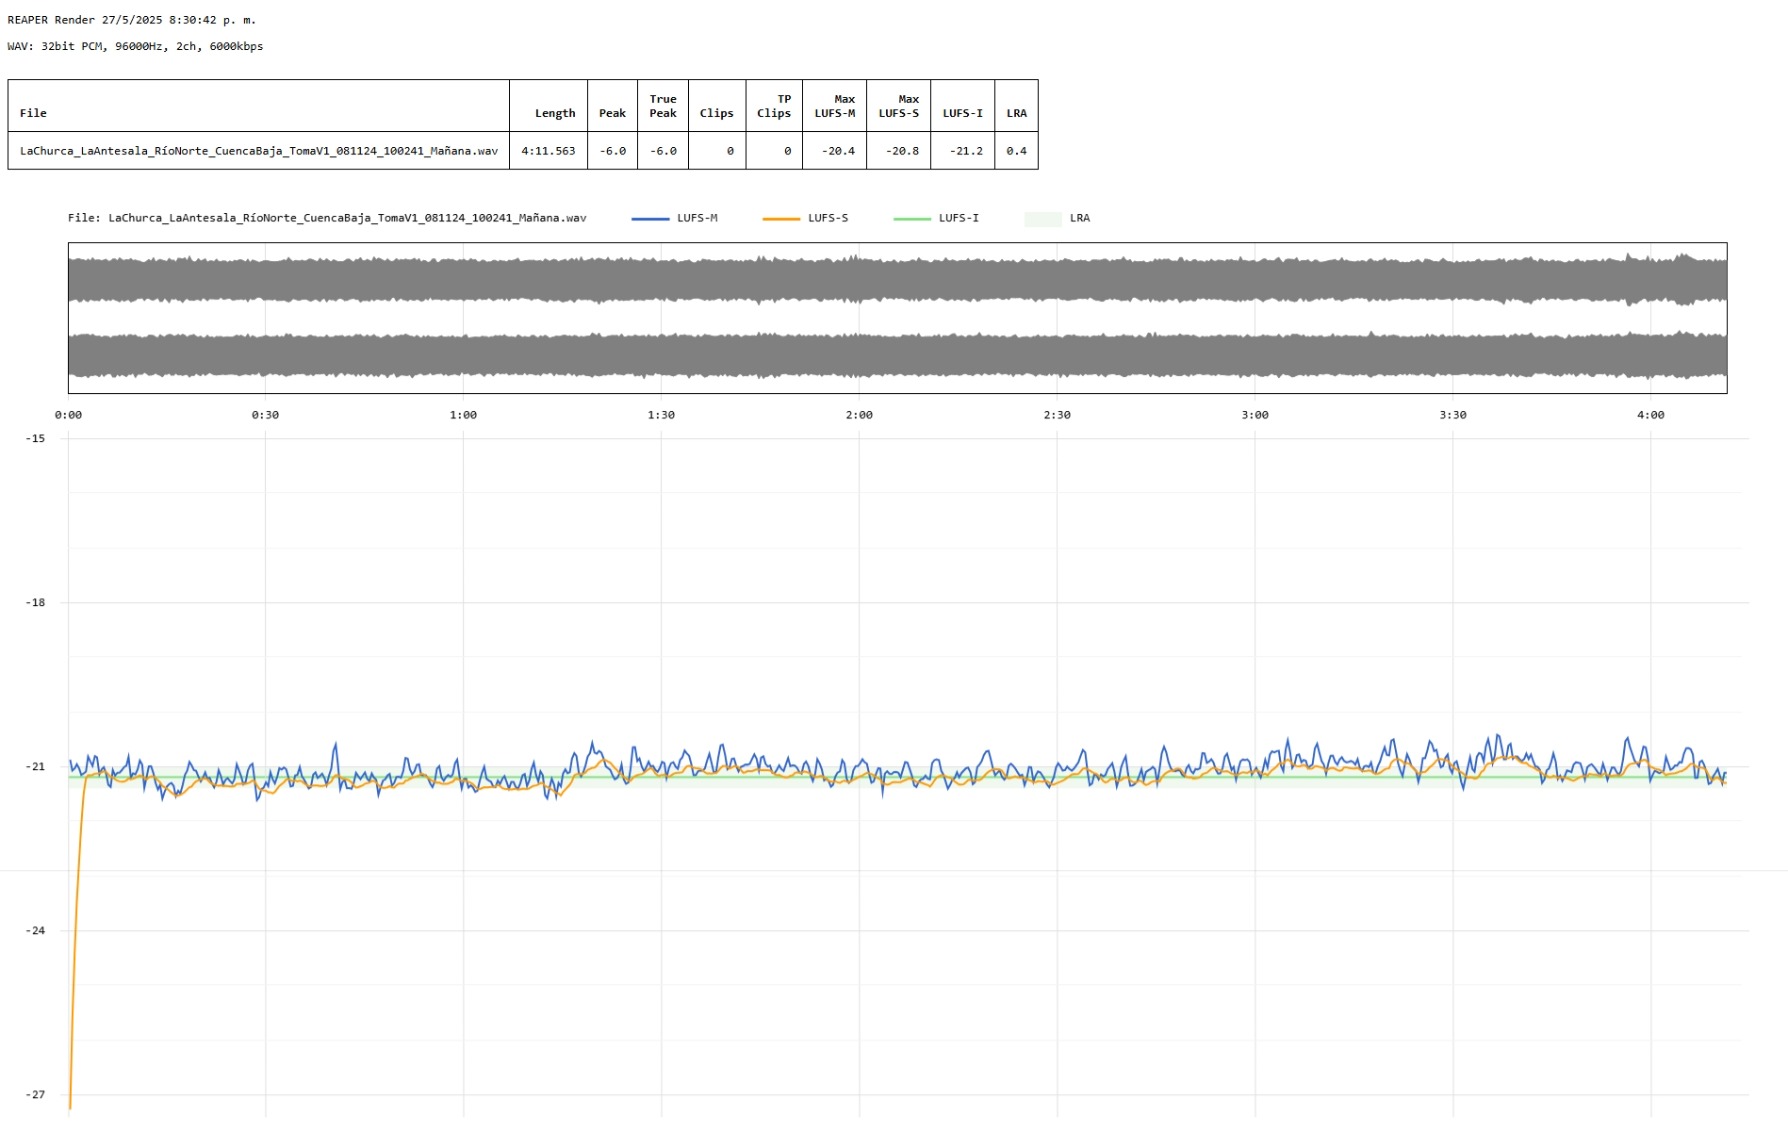 REAPER Render 27/5/2025 8:30:42 p. m.
WAV: 32bit PCM, 96000Hz, 2ch, 6000kbps
File Length Peak True Peak Clips TP Clips Max LUFS-M Max LUFS-S LUFS-I LRA
LaChurca_LaAntesala_RíoNorte_CuencaBaja_TomaV1_081124_100241_Mañana.wav 4:11.563 -6.0 -6.0 0 0 -20.4 -20.8 -21.2 0.4
File: LaChurca_LaAntesala_RíoNorte_CuencaBaja_TomaV1_081124_100241_Mañana.wav LUFS-M LUFS-S LUFS-I LRA
0:00 0:30 1:00 1:30 2:00 2:30 3:00 3:30 4:00
-15
-18
-21
-24
-27